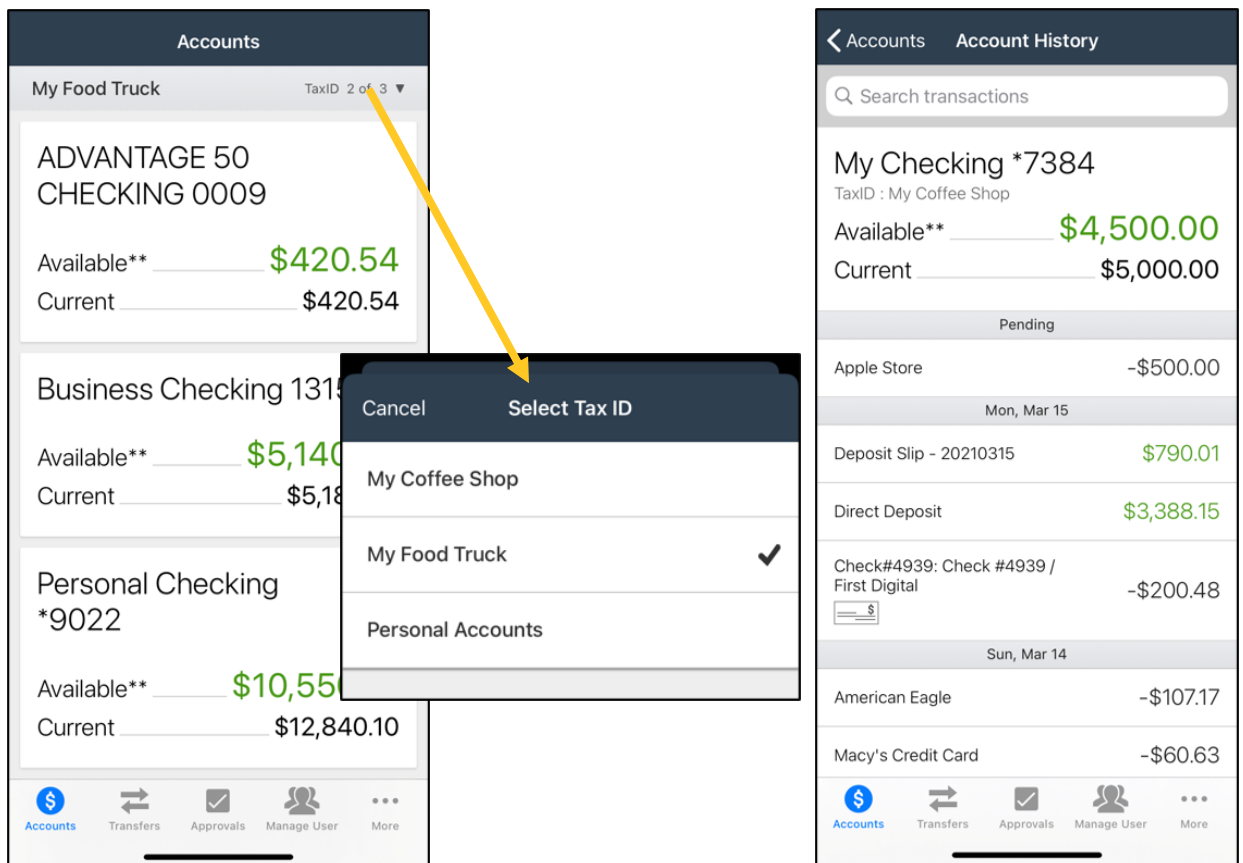 Accounts
My Food Truck
TaxID 2 of 3 ▼
ADVANTAGE 50
CHECKING 0009
Available** $420.54
Current $420.54
Business Checking
Available**
Current
Personal Checking
*9022
Available**
Current $12,840.10
Accounts Transfers Approvals Manage User More
Cancel Select Tax ID
My Coffee Shop
My Food Truck
Personal Accounts
Accounts Account History
Search transactions
My Checking *7384
TaxID : My Coffee Shop
Available** $4,500.00
Current $5,000.00
Pending
Apple Store -$500.00
Mon, Mar 15
Deposit Slip - 20210315 $790.01
Direct Deposit $3,388.15
Check#4939: Check #4939 /
First Digital -$200.48
Sun, Mar 14
American Eagle -$107.17
Macy's Credit Card -$60.63
Accounts Transfers Approvals Manage User More